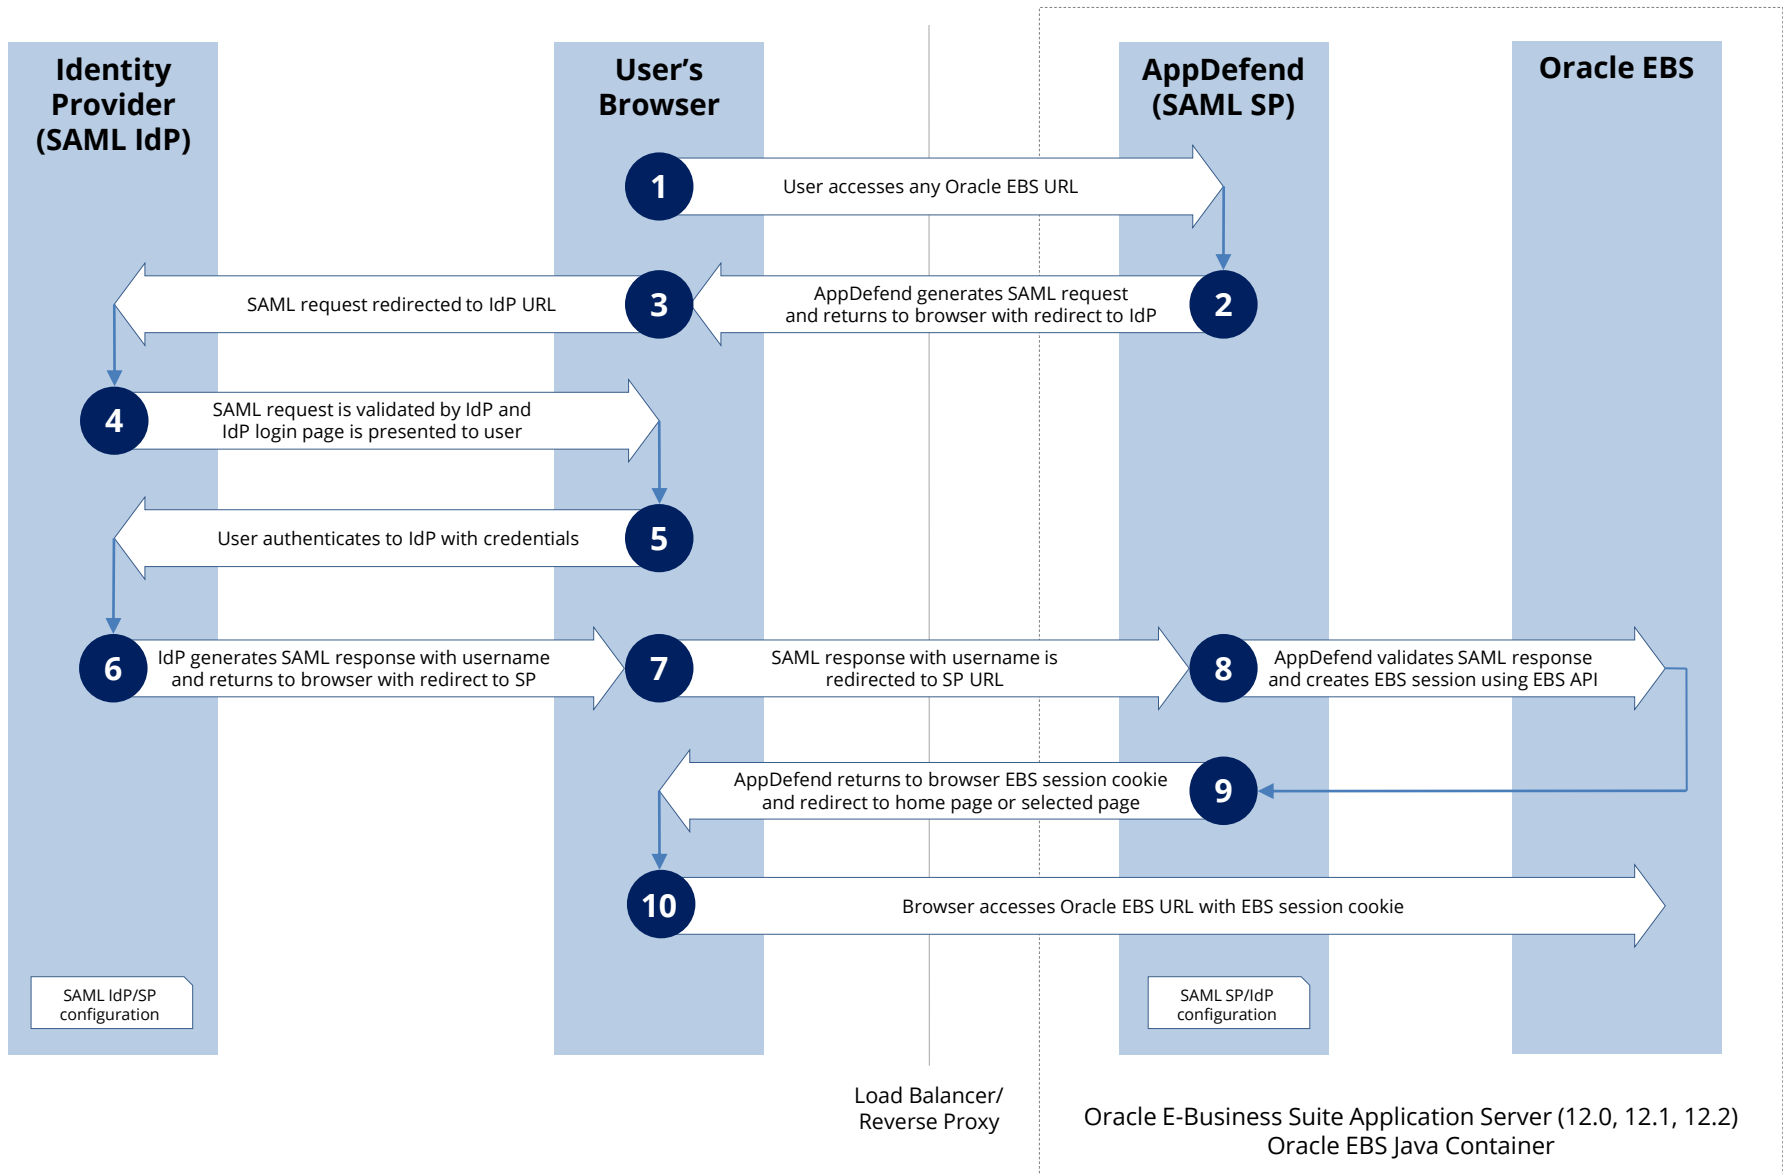 Identity
Provider
(SAML IdP)
User’s
Browser
AppDefend
(SAML SP)
Oracle EBS
1
User accesses any Oracle EBS URL
SAML request redirected to IdP URL
3
AppDefend generates SAML request
and returns to browser with redirect to IdP
2
4
SAML request is validated by IdP and
IdP login page is presented to user
User authenticates to IdP with credentials
5
6
IdP generates SAML response with username
and returns to browser with redirect to SP
7
SAML response with username is
redirected to SP URL
8
AppDefend validates SAML response
and creates EBS session using EBS API
AppDefend returns to browser EBS session cookie
and redirect to home page or selected page
9
10
Browser accesses Oracle EBS URL with EBS session cookie
SAML IdP/SP
configuration
SAML SP/IdP
configuration
Load Balancer/
Reverse Proxy
Oracle E-Business Suite Application Server (12.0, 12.1, 12.2)
Oracle EBS Java Container